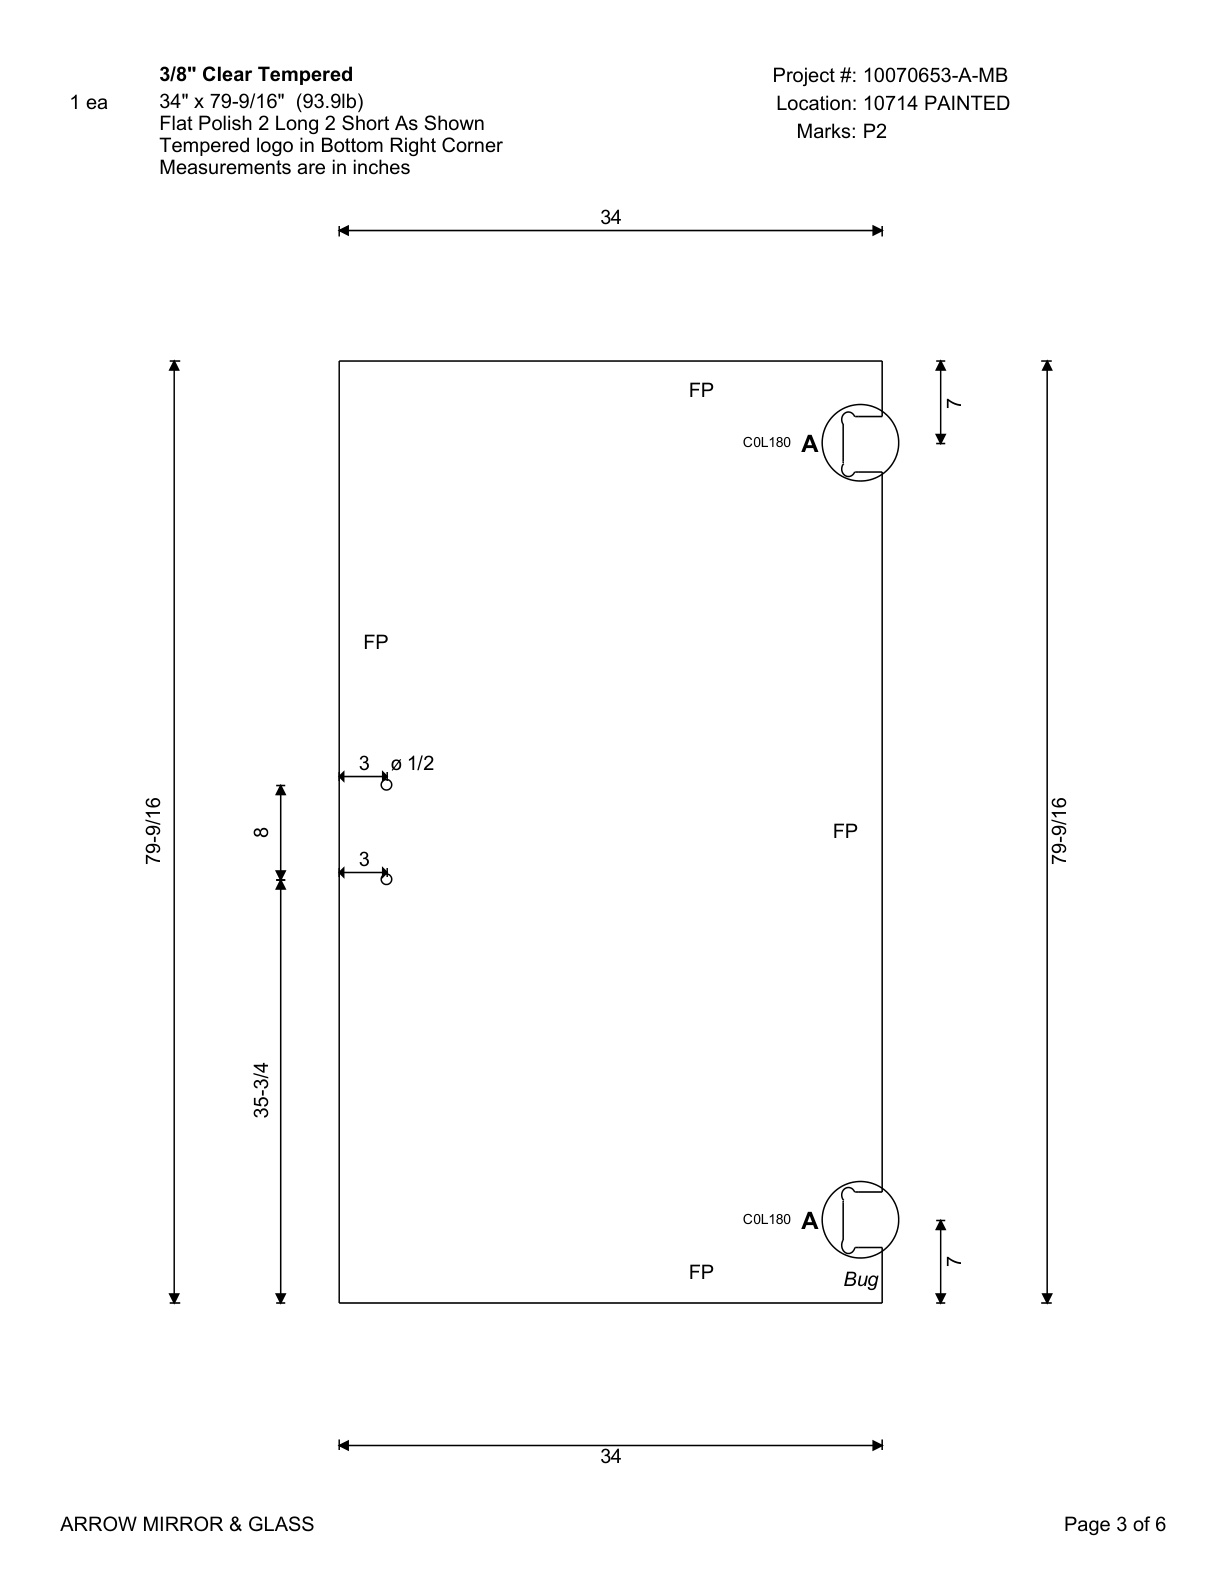 3/8" Clear Tempered
1 ea
34" x 79-9/16" (93.9lb)
Flat Polish 2 Long 2 Short As Shown
Tempered logo in Bottom Right Corner
Measurements are in inches
Project #: 10070653-A-MB
Location: 10714 PAINTED
Marks: P2
34
FP
7
C0L180 A
FP
3 ø 1/2
79-9/16
8
FP
79-9/16
3
35-3/4
C0L180 A
7
FP
Bug
34
ARROW MIRROR & GLASS
Page 3 of 6